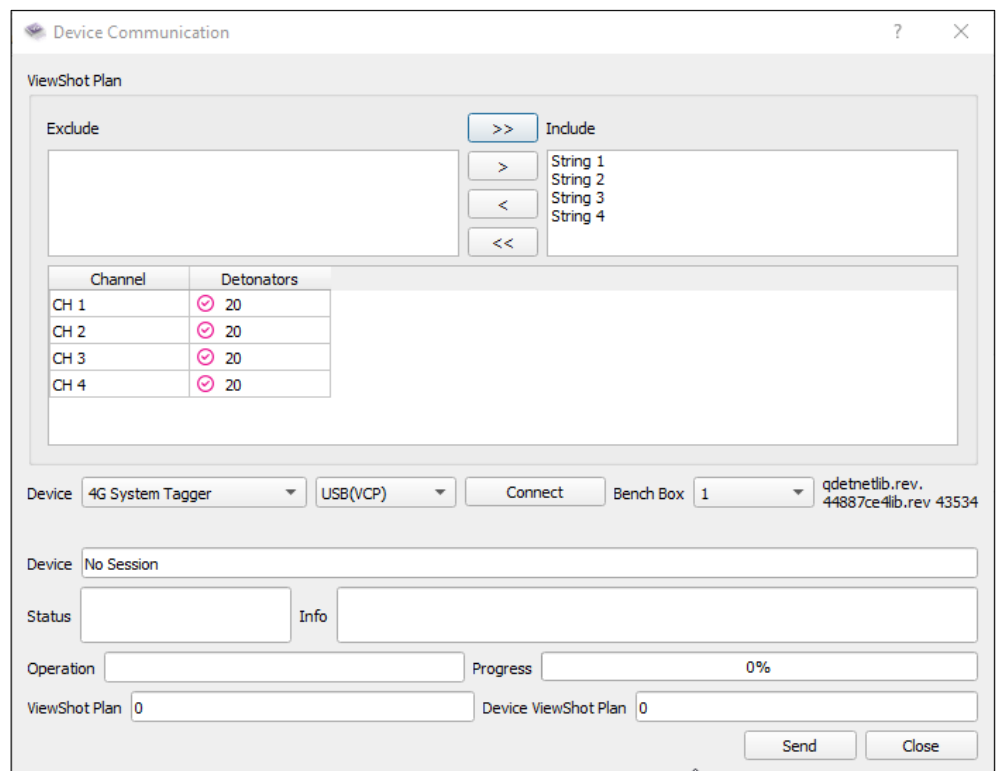 Device Communication ?
ViewShot Plan
Exclude >> Include
> String 1
String 2
< String 3
String 4
<<
Channel Detonators
CH 1 20
CH 2 20
CH 3 20
CH 4 20
Device 4G System Tagger USB(VCP) Connect Bench Box 1 qdetnetlib.rev.
44887ce4lib.rev 43534
Device No Session
Status Info
Operation Progress 0%
ViewShot Plan 0 Device ViewShot Plan 0
Send Close